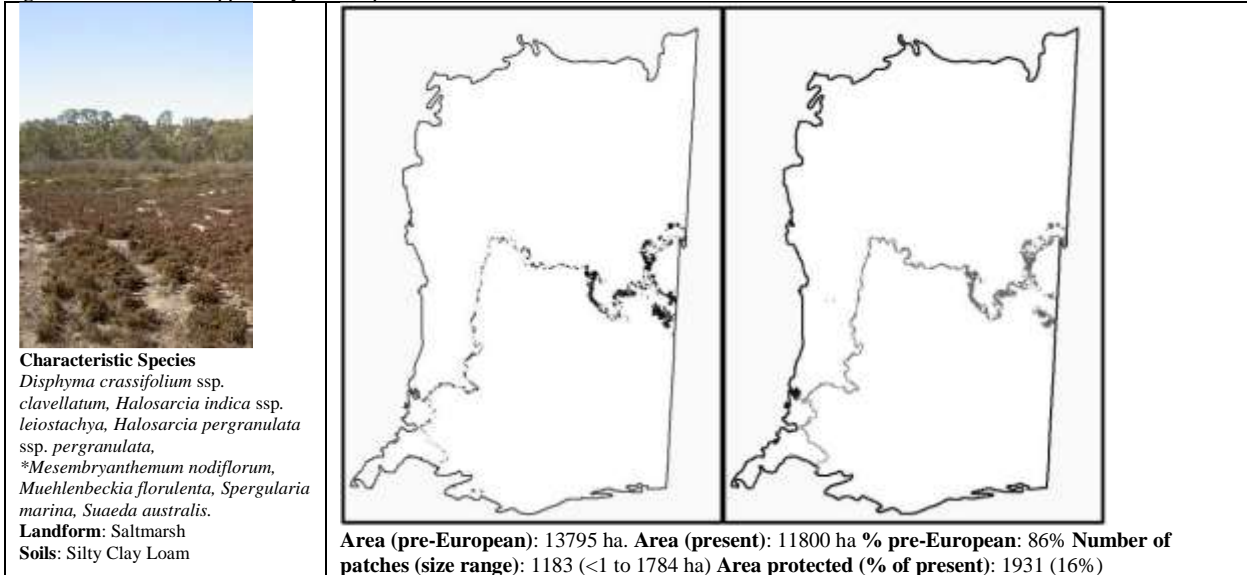 Characteristic Species
Disphyma crassifolium ssp.
clavellatum, Halosarcia indica ssp.
leiostachya, Halosarcia pergranulata
ssp. pergranulata,
*Mesembryanthemum nodiflorum,
Muehlenbeckia florulenta, Spergularia
marina, Suaeda australis.
Landform: Saltmarsh
Soils: Silty Clay Loam
Area (pre-European): 13795 ha. Area (present): 11800 ha % pre-European: 86% Number of
patches (size range): 1183 (<1 to 1784 ha) Area protected (% of present): 1931 (16%)